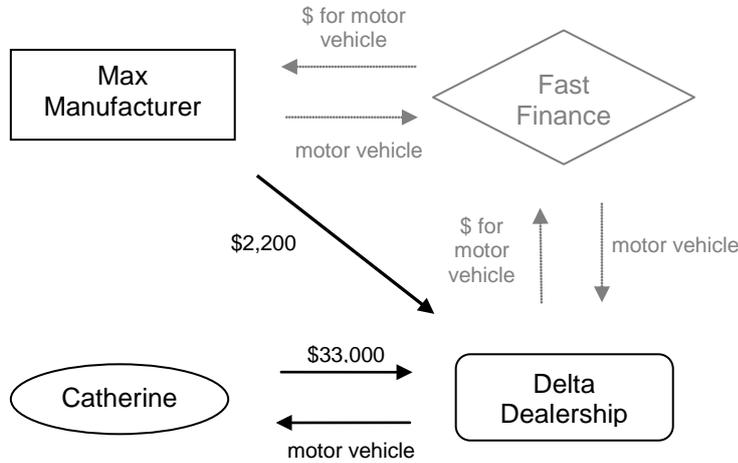 $ for motor
vehicle
Max
Manufacturer
Fast
Finance
motor vehicle
$2,200
$ for
motor
vehicle
motor vehicle
$33,000
Catherine
Delta
Dealership
motor vehicle